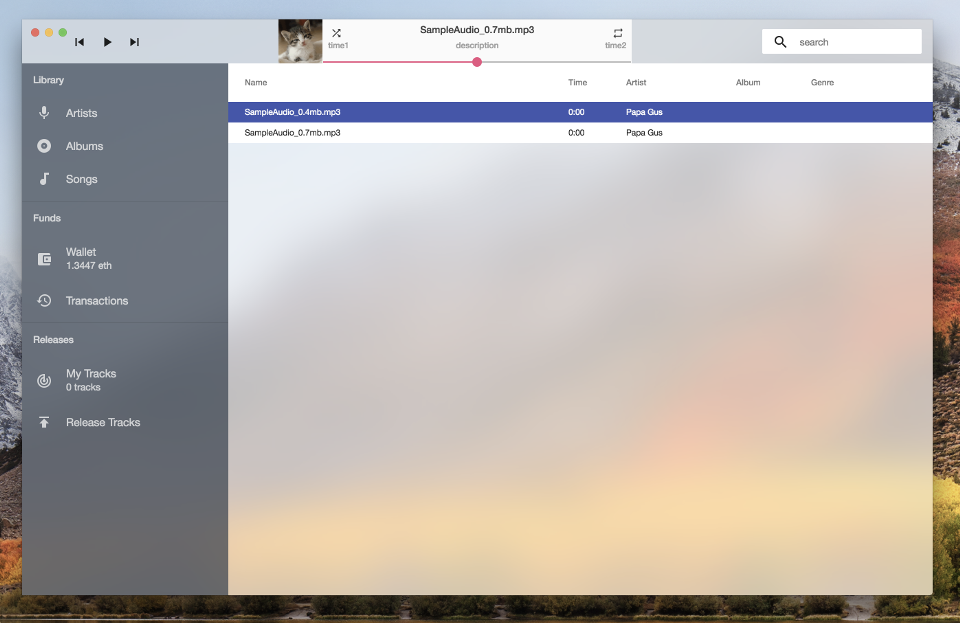 SampleAudio_0.7mb.mp3
time1 description time2
search
Library
Artists
Albums
Songs
Funds
Wallet
1.3447 eth
Transactions
Releases
My Tracks
0 tracks
Release Tracks
Name Time Artist Album Genre
SampleAudio_0.4mb.mp3 0:00 Papa Gus
SampleAudio_0.7mb.mp3 0:00 Papa Gus